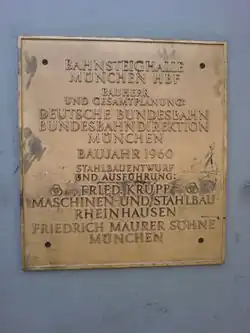 BAHNSTEIGHALLE
MÜNCHEN HBF
BAUHERR
UND GESAMTPLANUNG:
DEUTSCHE BUNDESBAHN
BUNDESBAHNDIREKTION
MÜNCHEN
BAUJAHR 1960
STAHLBAUENTWURF
UND AUSFÜHRUNG:
FRIED. KRUPP
MASCHINEN- UND STAHLBAU
RHEINHAUSEN
FRIEDRICH MAURER SÖHNE
MÜNCHEN